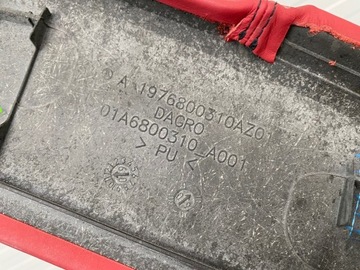 A 1976800310AZ01
DAGRO
01A6800310_A001
> PU <